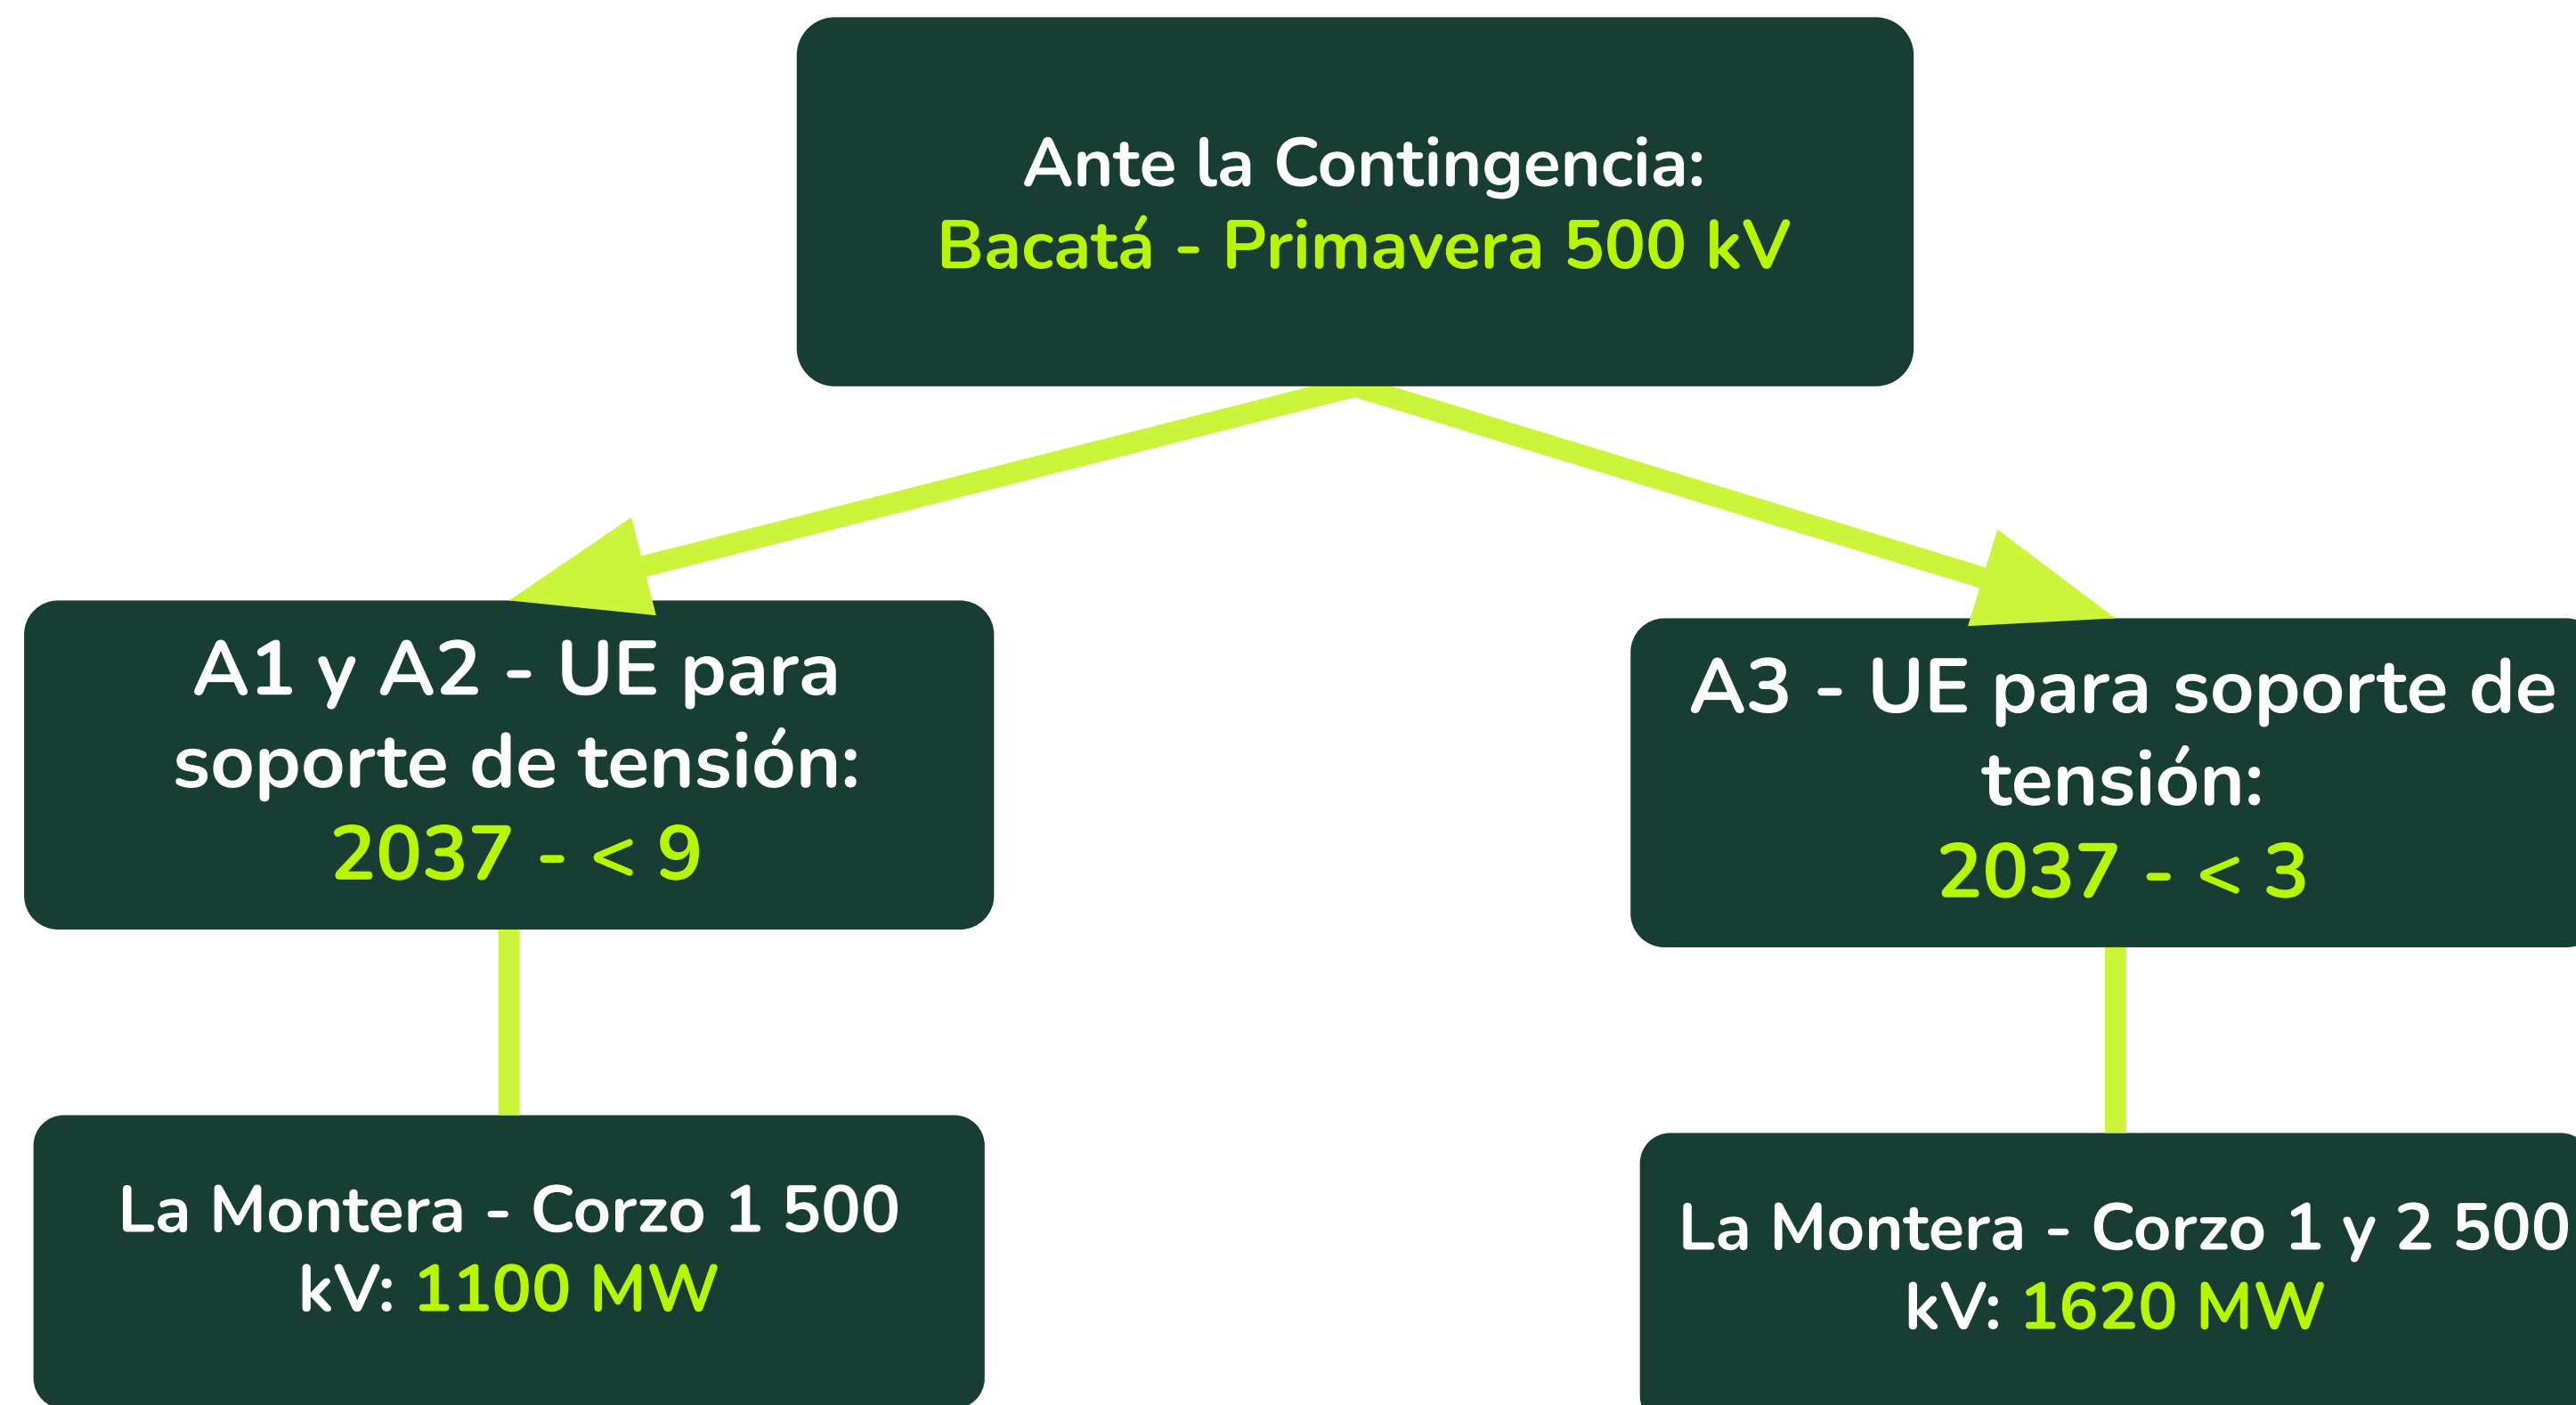 Ante la Contingencia:
Bacatá - Primavera 500 kV
A1 y A2 - UE para
soporte de tensión:
2037 - < 9
A3 - UE para soporte de
tensión:
2037 - < 3
La Montera - Corzo 1 500
kV: 1100 MW
La Montera - Corzo 1 y 2 500
kV: 1620 MW